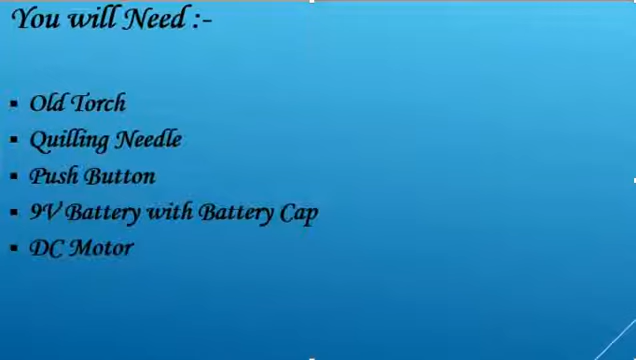 You will Need :-
▪ Old Torch
▪ Quilling Needle
▪ Push Button
▪ 9V Battery with Battery Cap
▪ DC Motor